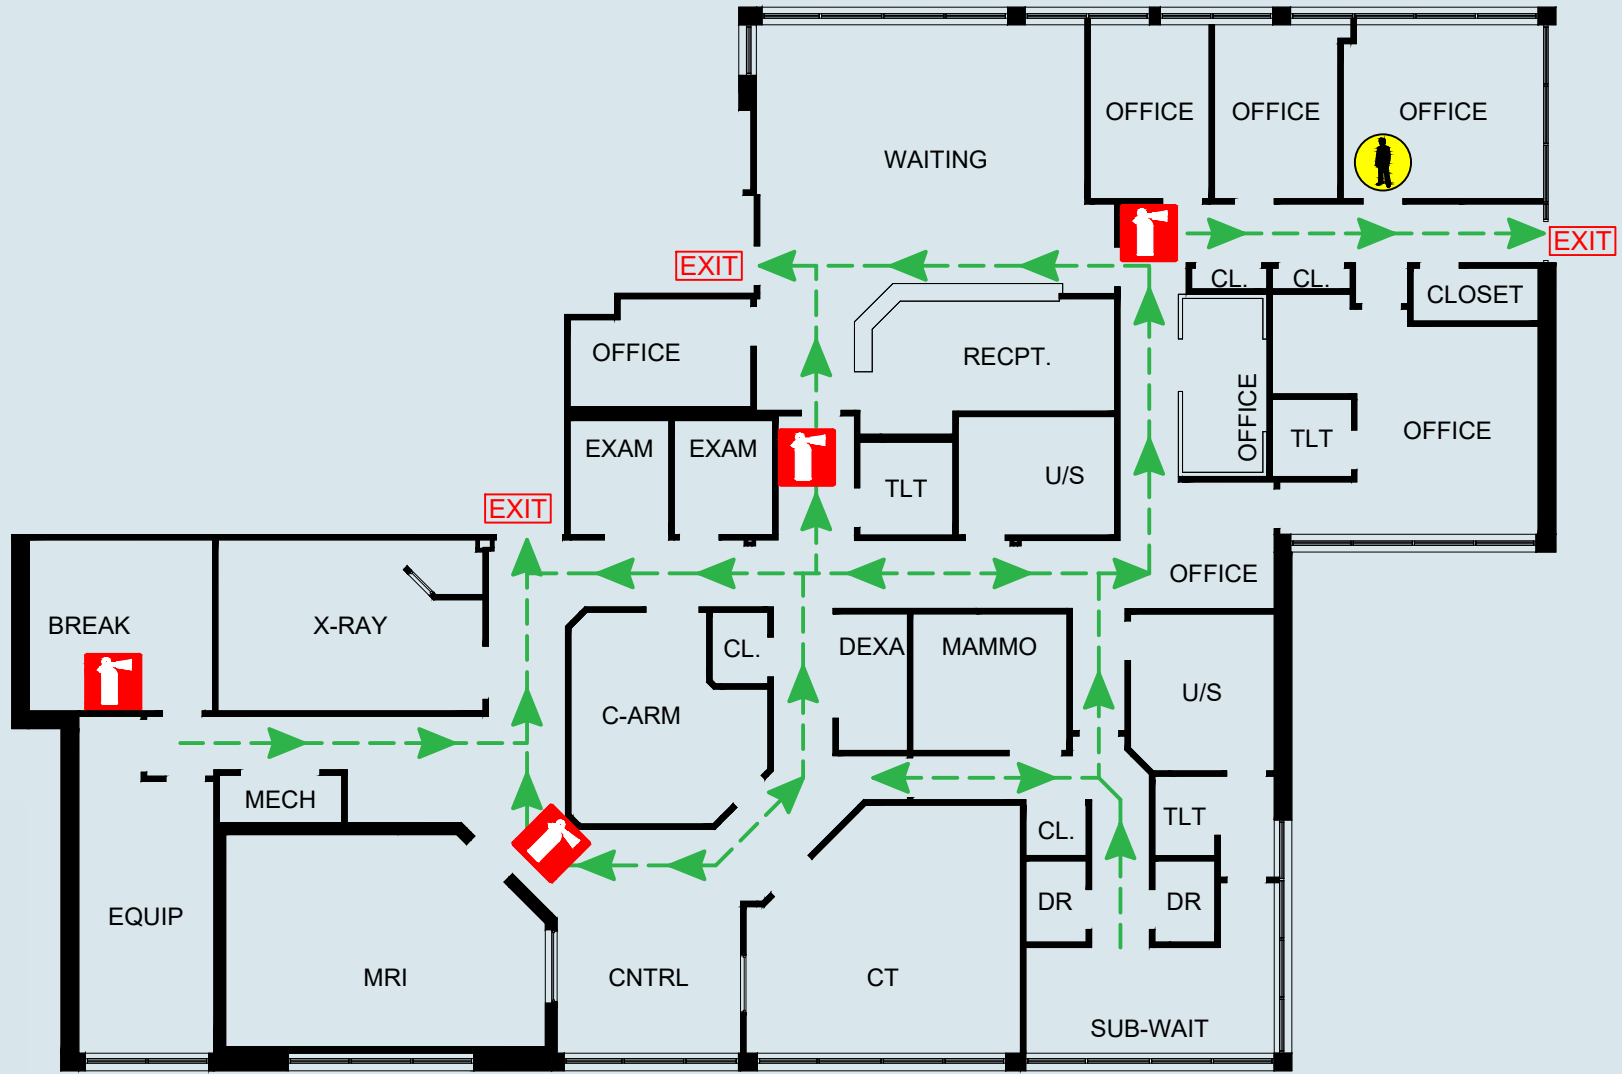 OFFICE
OFFICE
OFFICE
WAITING
EXIT
EXIT
CL.
CL.
CLOSET
OFFICE
RECPT.
OFFICE
OFFICE
TLT
EXAM
EXAM
TLT
U/S
EXIT
OFFICE
BREAK
X-RAY
CL.
DEXA
MAMMO
C-ARM
U/S
MECH
TLT
CL.
DR
DR
EQUIP
MRI
CNTRL
CT
SUB-WAIT